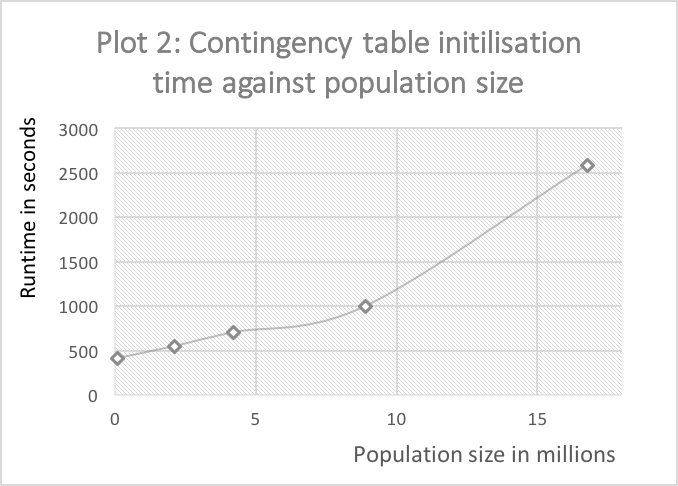 Plot 2: Contingency table initilisation
time against population size
Runtime in seconds
3000
2500
2000
1500
1000
500
0
0 5 10 15
Population size in millions